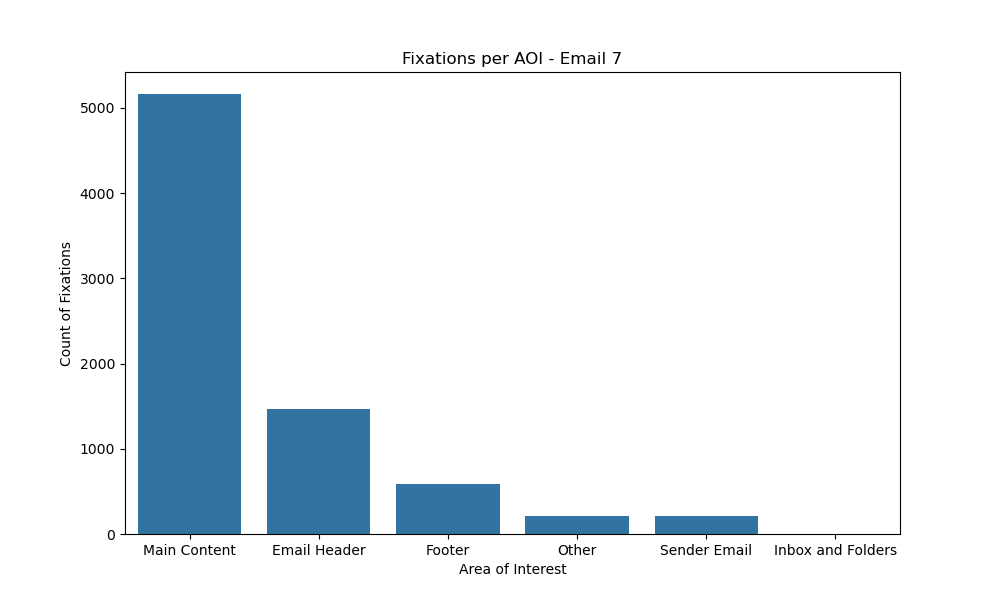 Fixations per AOI - Email 7
Count of Fixations
5000
4000
3000
2000
1000
0
Main Content
Email Header
Footer
Other
Sender Email
Inbox and Folders
Area of Interest